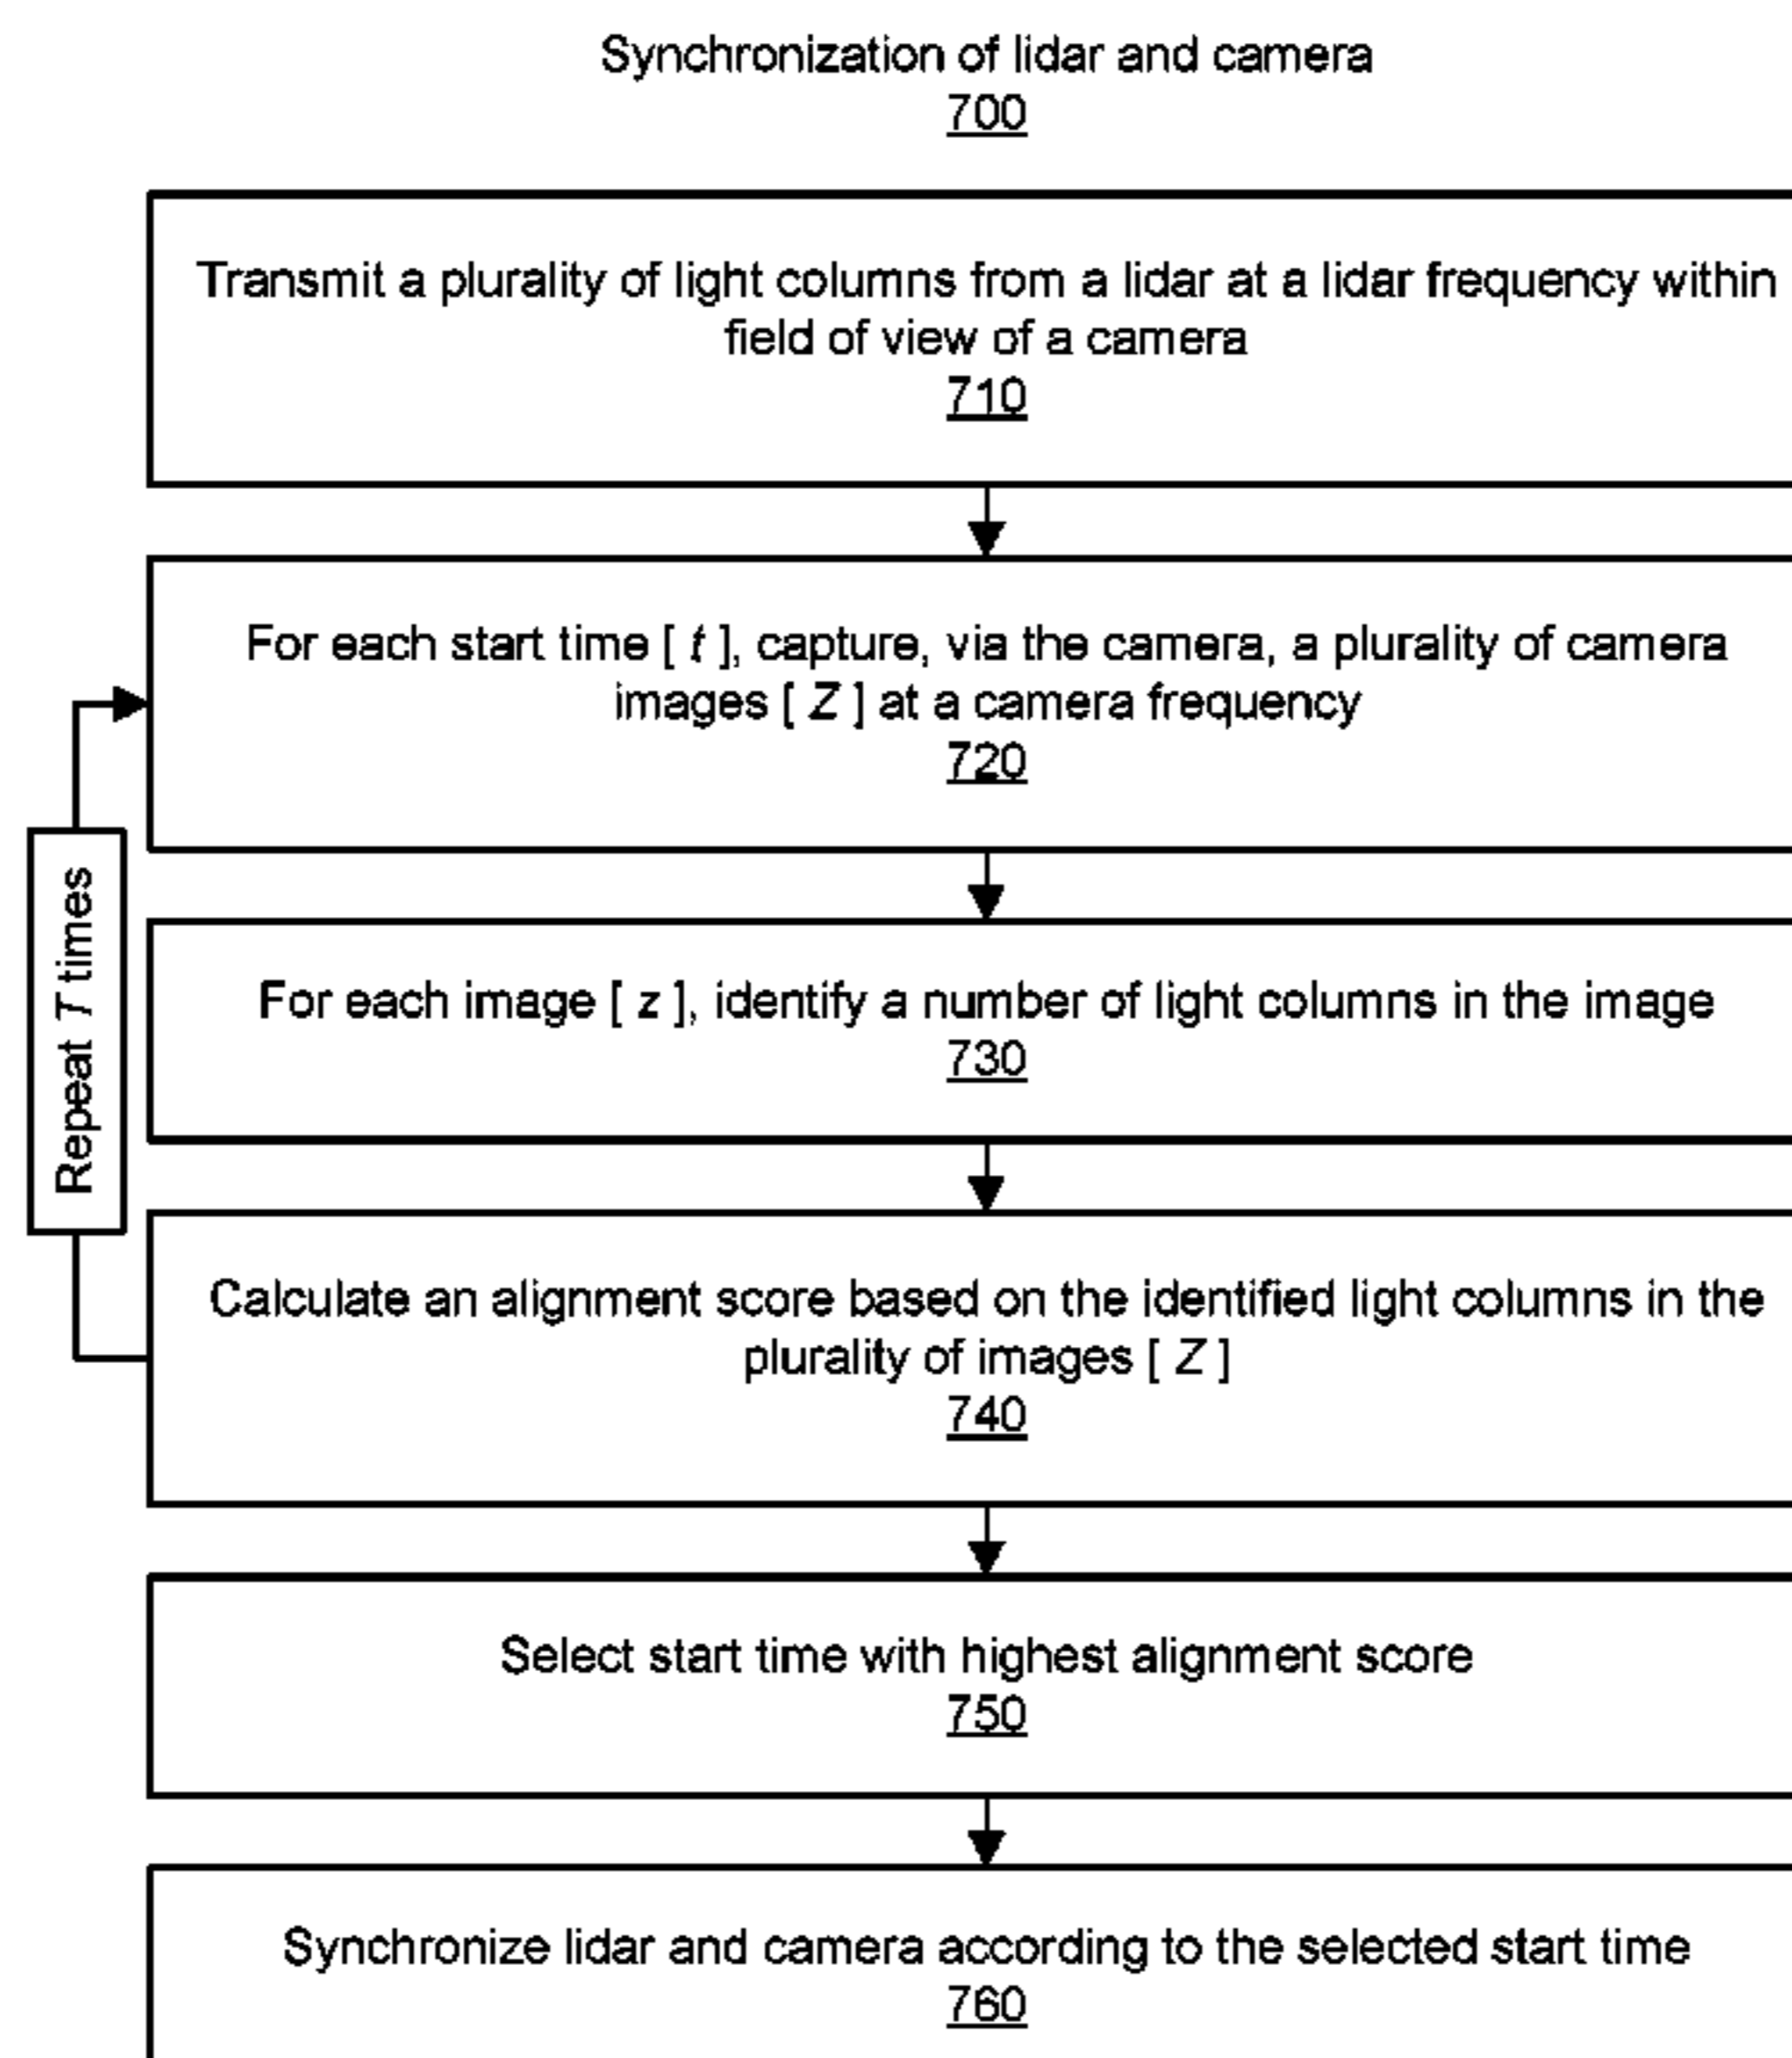 Synchronization of lidar and camera
700
Transmit a plurality of light columns from a lidar at a lidar frequency within
field of view of a camera
710
For each start time [ t ], capture, via the camera, a plurality of camera
images [ Z ] at a camera frequency
720
Repeat T times
For each image [ z ], identify a number of light columns in the image
730
Calculate an alignment score based on the identified light columns in the
plurality of images [ Z ]
740
Select start time with highest alignment score
750
Synchronize lidar and camera according to the selected start time
760